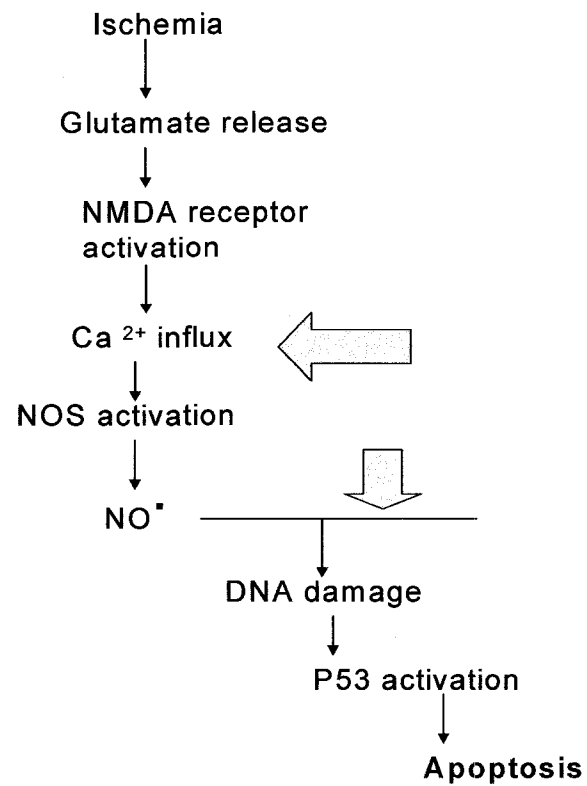 Ischemia
Glutamate release
NMDA receptor
activation
Ca 2+ influx
NOS activation
NO▪
DNA damage
P53 activation
Apoptosis